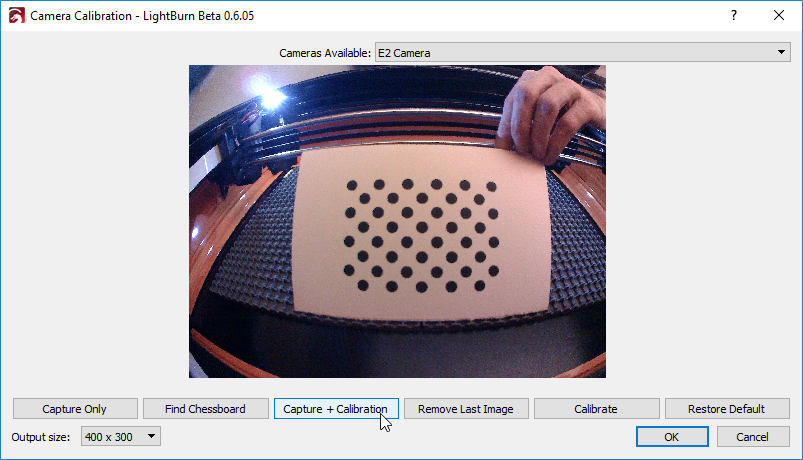 Camera Calibration - LightBurn Beta 0.6.05
Cameras Available: E2 Camera
Capture Only Find Chessboard Capture + Calibration Remove Last Image Calibrate Restore Default
Output size: 400 x 300 OK Cancel